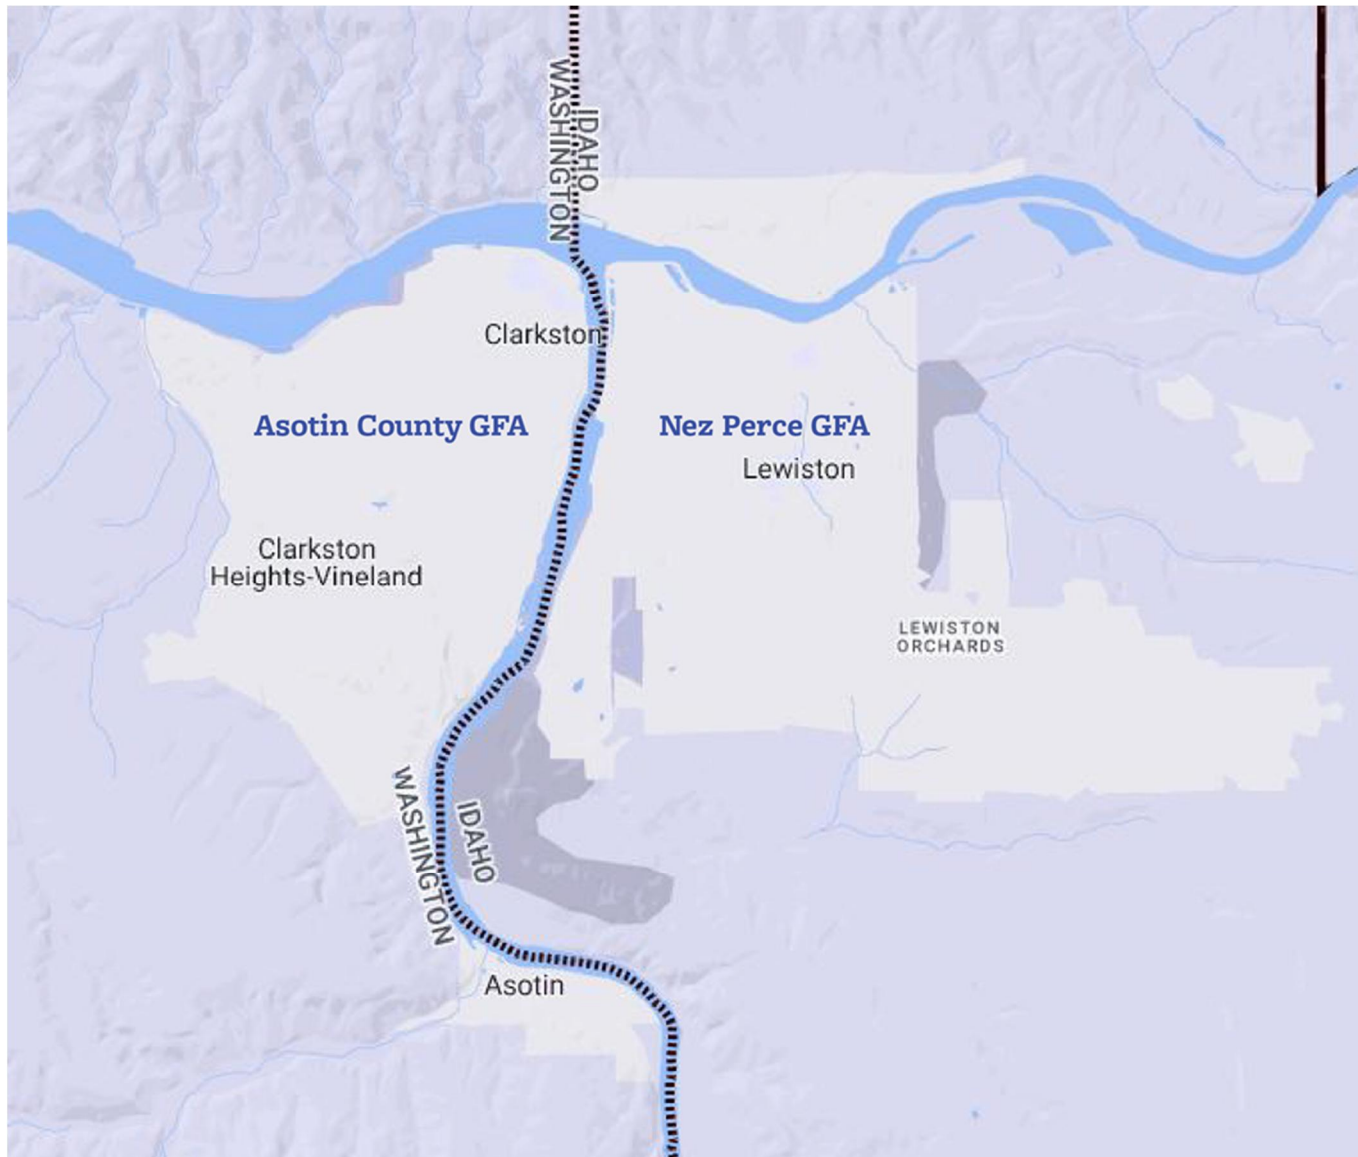 WASHINGTON
IDAHO
Clarkston
Asotin County GFA
Nez Perce GFA
Lewiston
Clarkston
Heights-Vineland
LEWISTON
ORCHARDS
WASHINGTON
IDAHO
Asotin